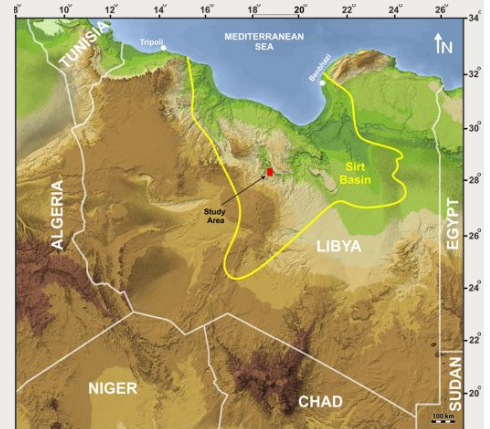 8° 10° 12° 14° 16° 18° 20° 22° 24° 26°
34°
32°
30°
28°
26°
24°
22°
20°
TUNISIA
Tripoli
MEDITERRANEAN
SEA
Benghazi
N
ALGERIA
Study
Area
Sirt
Basin
LIBYA
EGYPT
NIGER
CHAD
SUDAN
100 km